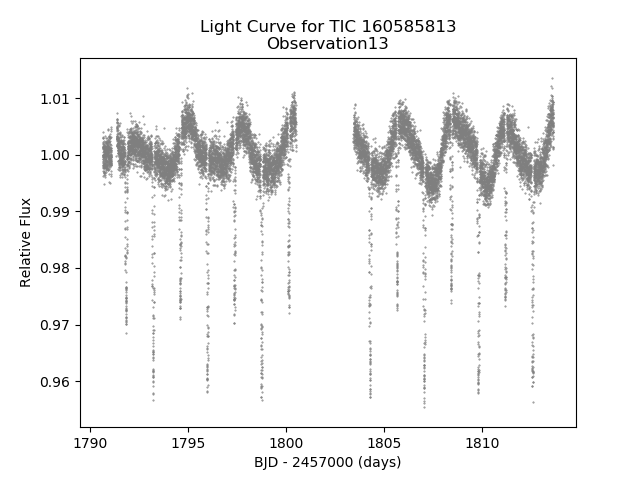 Light Curve for TIC 160585813
Observation13
1.01
1.00
0.99
0.98
0.97
0.96
Relative Flux
1790
1795
1800
1805
1810
BJD - 2457000 (days)